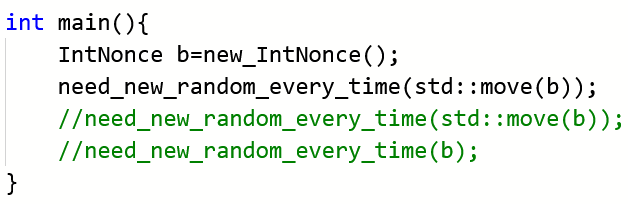 int main(){
    IntNonce b=new_IntNonce();
    need_new_random_every_time(std::move(b));
    //need_new_random_every_time(std::move(b));
    //need_new_random_every_time(b);
}